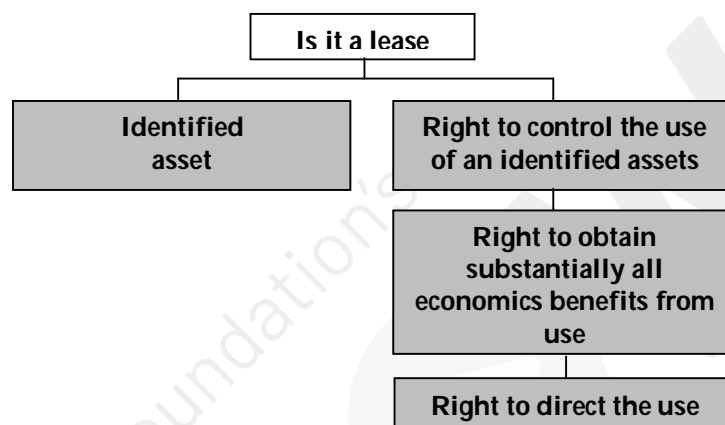 Is it a lease
Identified
asset
Right to control the use
of an identified assets
Right to obtain
substantially all
economics benefits from
use
Right to direct the use
oundation's